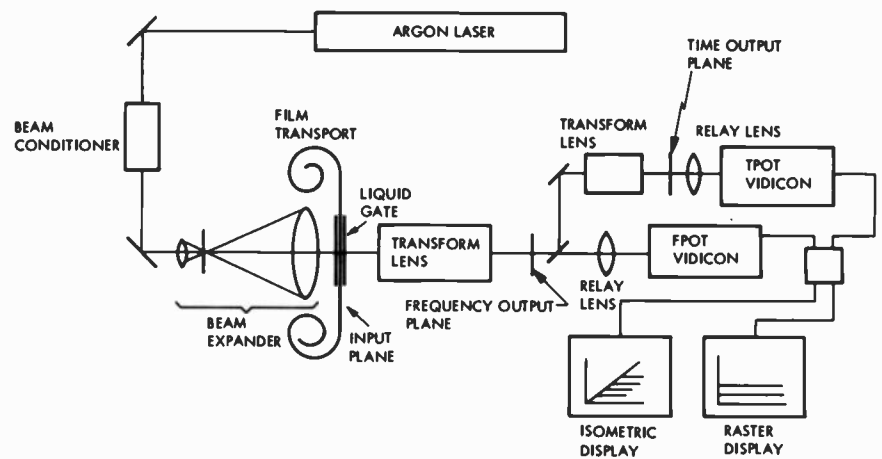 ARGON LASER
TIME OUTPUT
PLANE
BEAM
CONDITIONER
FILM
TRANSPORT
TRANSFORM
LENS
RELAY LENS
TPOT
VIDICON
LIQUID
GATE
TRANSFORM
LENS
FPOT
VIDICON
RELAY
LENS
FREQUENCY OUTPUT
PLANE
BEAM
EXPANDER
INPUT
PLANE
ISOMETRIC
DISPLAY
RASTER
DISPLAY